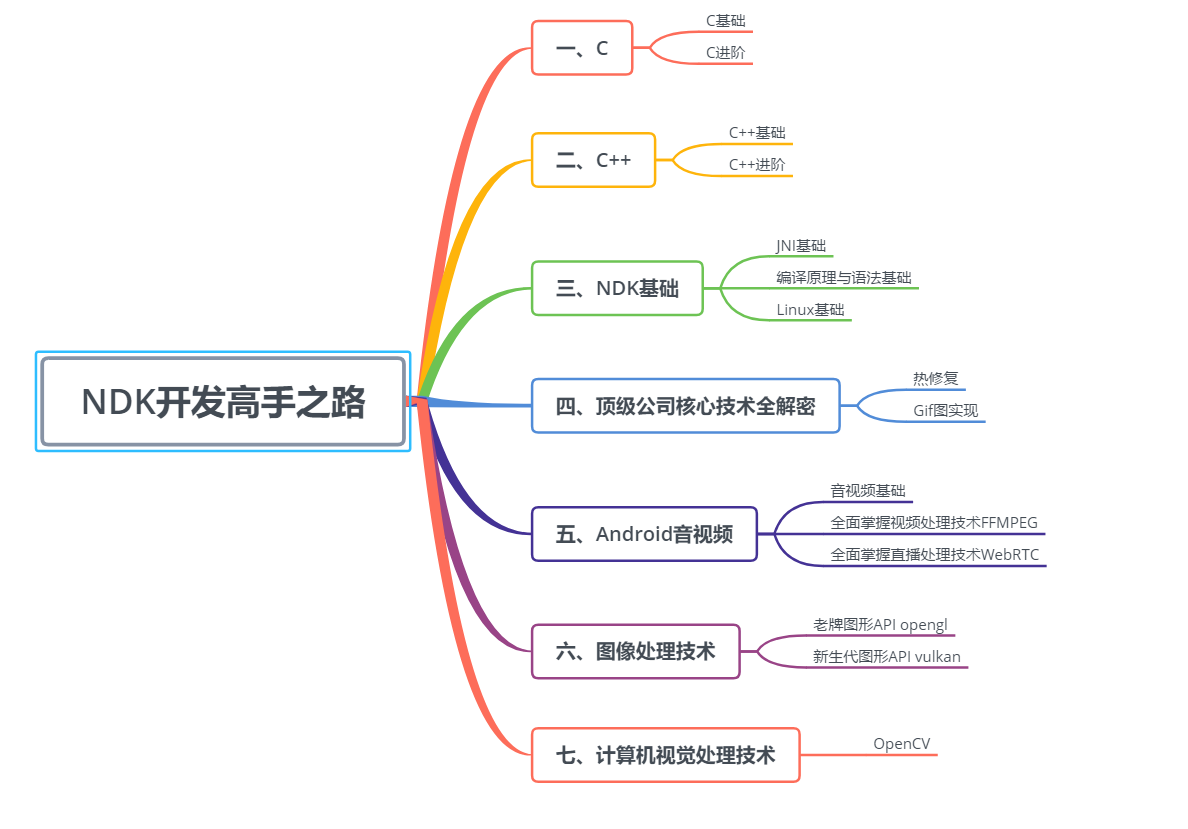 NDK开发高手之路
一、C
C基础
C进阶
二、C++
C++基础
C++进阶
三、NDK基础
JNI基础
编译原理与语法基础
Linux基础
四、顶级公司核心技术全解密
热修复
Gif图实现
五、Android音视频
音视频基础
全面掌握视频处理技术FFMPEG
全面掌握直播处理技术WebRTC
六、图像处理技术
老牌图形API opengl
新生代图形API vulkan
七、计算机视觉处理技术
OpenCV